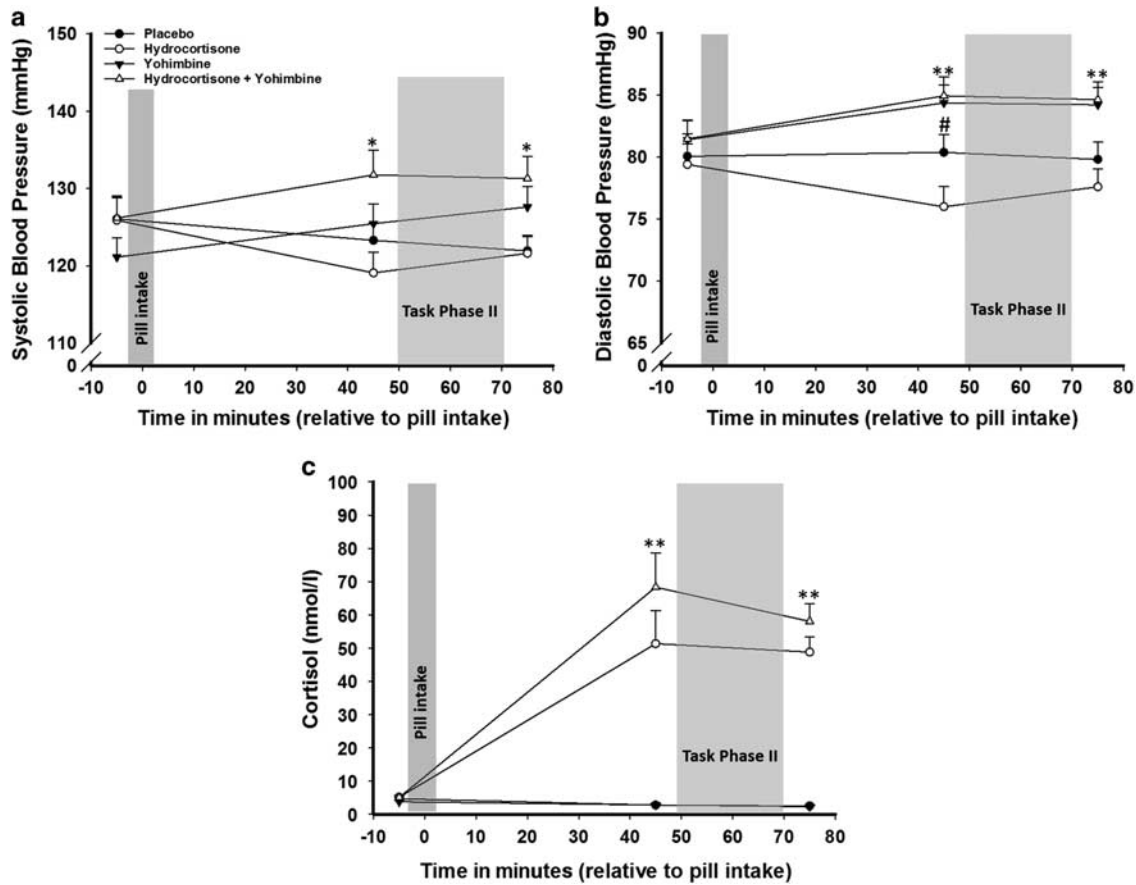 a
150
140
130
120
110
0
Systolic Blood Pressure (mmHg)
Placebo
Hydrocortisone
Yohimbine
Hydrocortisone + Yohimbine
*
*
Pill intake
Task Phase II
-10 0 10 20 30 40 50 60 70 80
Time in minutes (relative to pill intake)
b
90
85
80
75
70
65
0
Diastolic Blood Pressure (mmHg)
**
**
#
Pill intake
Task Phase II
-10 0 10 20 30 40 50 60 70 80
Time in minutes (relative to pill intake)
c
100
90
80
70
60
50
40
30
20
10
0
Cortisol (nmol/l)
**
**
Pill intake
Task Phase II
-10 0 10 20 30 40 50 60 70 80
Time in minutes (relative to pill intake)